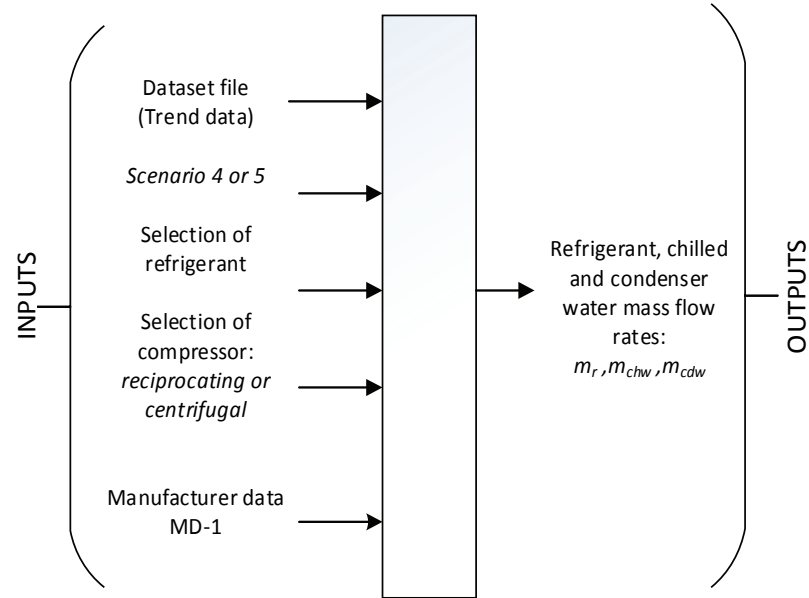 INPUTS
Dataset file
(Trend data)
Scenario 4 or 5
Selection of
refrigerant
Selection of
compressor:
reciprocating or
centrifugal
Manufacturer data
MD-1
Refrigerant, chilled
and condenser
water mass flow
rates:
mr ,mchw ,mcdw
OUTPUTS